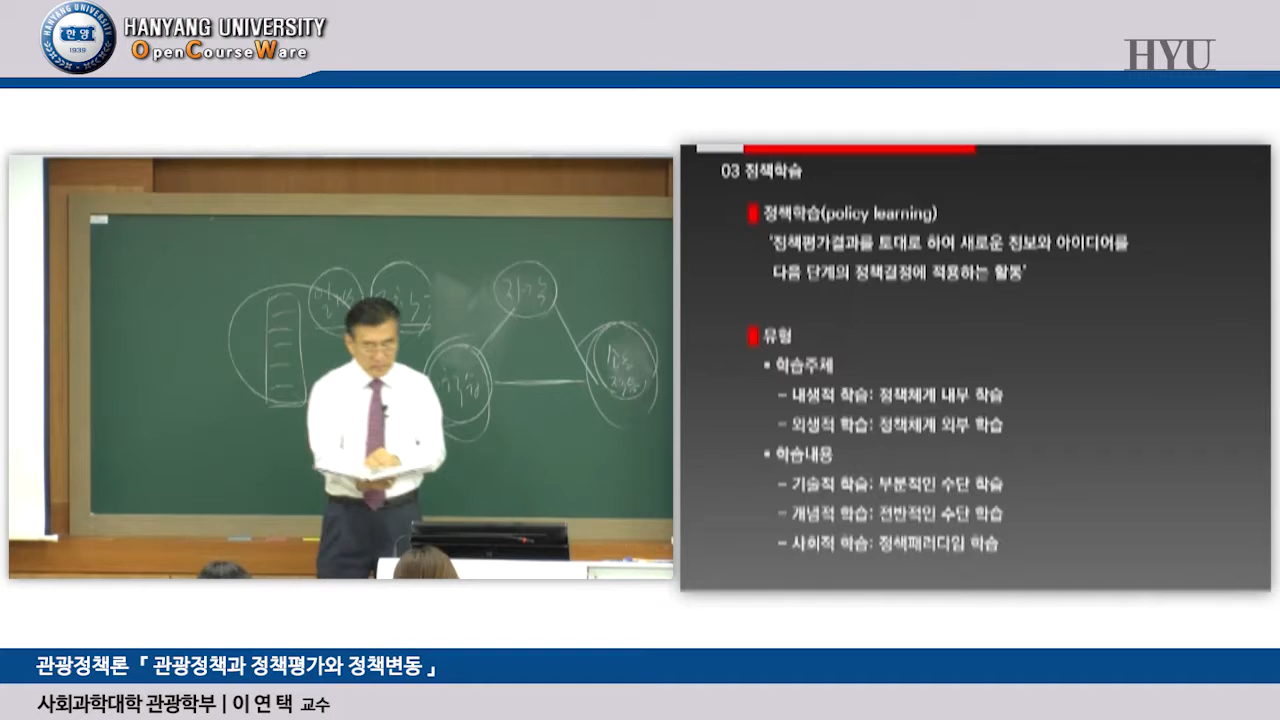 HANYANG UNIVERSITY
OpenCourseWare
HANYANG UNIVERSITY
한양
1939
HYU
03 정책학습
정책학습(policy learning)
'정책평가결과를 토대로 하여 새로운 정보와 아이디어를
다음 단계의 정책결정에 적용하는 활동'
유형
▪ 학습주체
– 내생적 학습: 정책체계 내부 학습
– 외생적 학습: 정책체계 외부 학습
▪ 학습내용
– 기술적 학습: 부분적인 수단 학습
– 개념적 학습: 전반적인 수단 학습
– 사회적 학습: 정책패러다임 학습
관광정책론 「 관광정책과 정책평가와 정책변동 」
사회과학대학 관광학부 | 이 연 택 교수